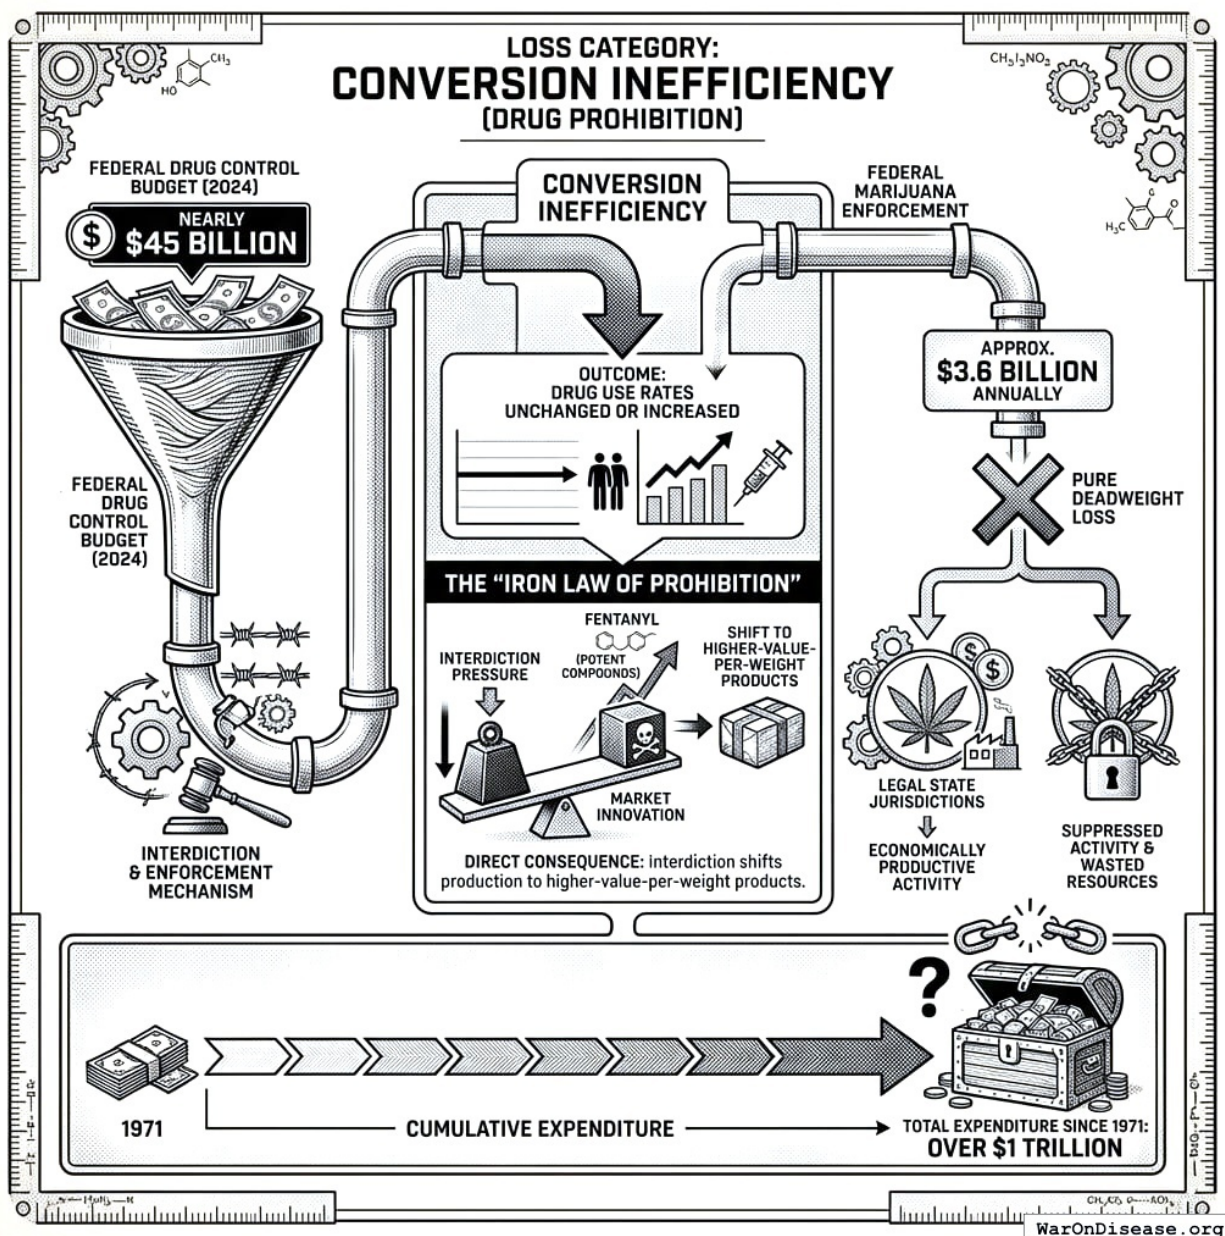 LOSS CATEGORY:
CONVERSION INEFFICIENCY
(DRUG PROHIBITION)
CH3
HO
H3C
FEDERAL DRUG CONTROL
BUDGET (2024)
$
NEARLY
$45 BILLION
FEDERAL
DRUG
CONTROL
BUDGET
(2024)
INTERDICTION
& ENFORCEMENT
MECHANISM
CONVERSION
INEFFICIENCY
OUTCOME:
DRUG USE RATES
UNCHANGED OR INCREASED
THE “IRON LAW OF PROHIBITION”
INTERDICTION
PRESSURE
FENTANYL
(POTENT
COMPOUNDS)
SHIFT TO
HIGHER-VALUE-
PER-WEIGHT
PRODUCTS
MARKET
INNOVATION
DIRECT CONSEQUENCE: interdiction shifts
production to higher-value-per-weight products.
FEDERAL
MARIJUANA
ENFORCEMENT
APPROX.
$3.6 BILLION
ANNUALLY
PURE
DEADWEIGHT
LOSS
$
$
LEGAL STATE
JURISDICTIONS
ECONOMICALLY
PRODUCTIVE
ACTIVITY
SUPPRESSED
ACTIVITY &
WASTED
RESOURCES
?
1971
CUMULATIVE EXPENDITURE
TOTAL EXPENDITURE SINCE 1971:
OVER $1 TRILLION
WarOnDisease.org